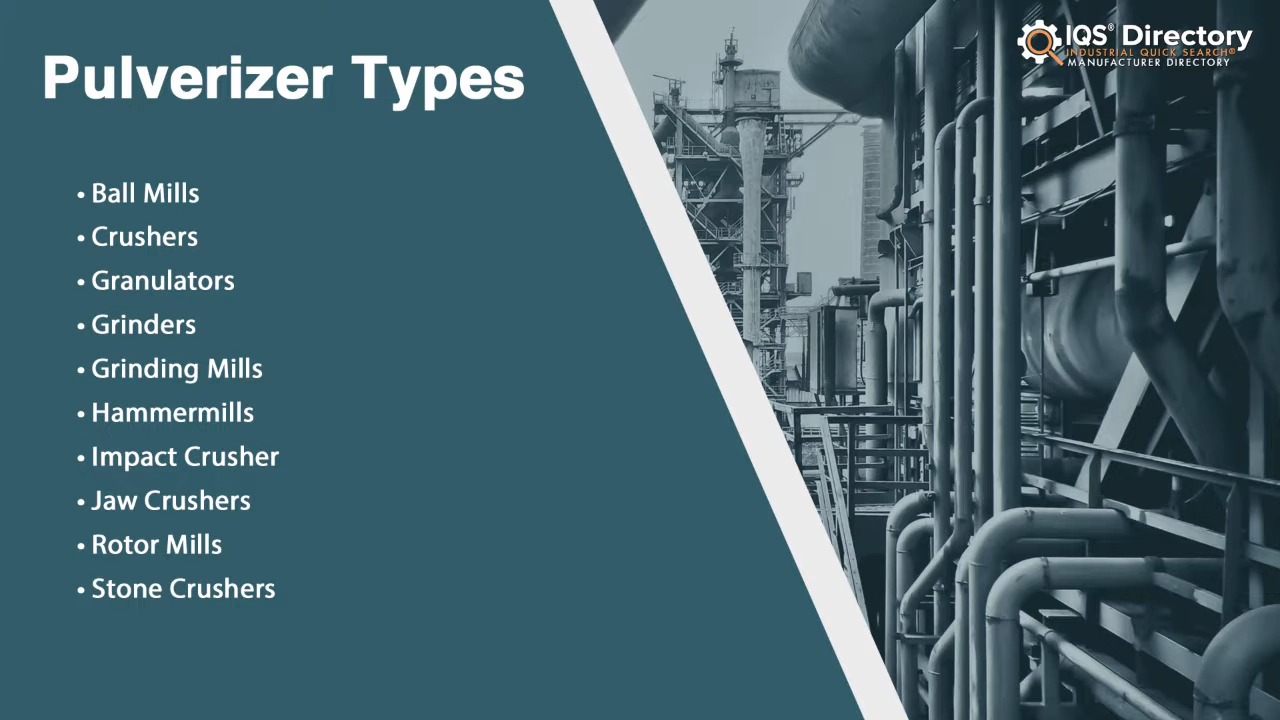 Pulverizer Types
• Ball Mills
• Crushers
• Granulators
• Grinders
• Grinding Mills
• Hammermills
• Impact Crusher
• Jaw Crushers
• Rotor Mills
• Stone Crushers
IQS® Directory
INDUSTRIAL QUICK SEARCH®
MANUFACTURER DIRECTORY